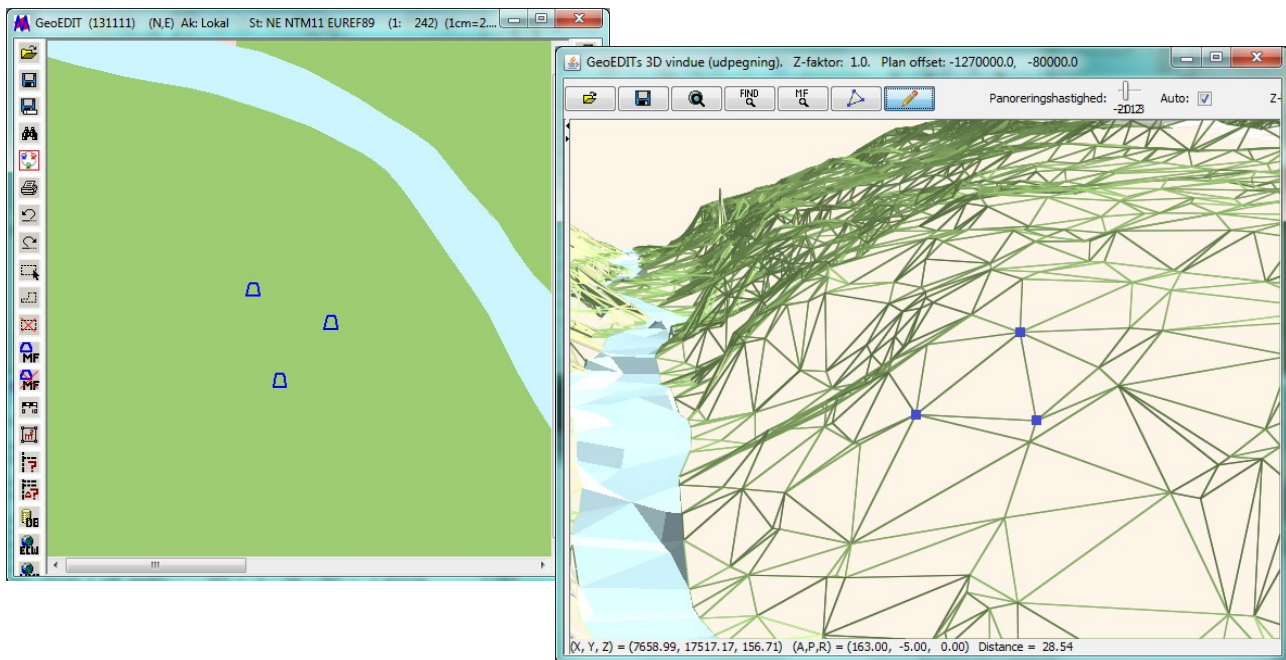 GeoEDIT (131111) (N,E) Ak: Lokal St: NE NTM11 EUREF89 (1: 242) (1cm=2....
GeoEDITs 3D vindue (udpegning). Z-faktor: 1.0. Plan offset: -1270000.0, -80000.0
FIND
MF
Panoreringshastighed:
Auto:
Z-
MF
MF
DB
ECW
(X, Y, Z) = (7658.99, 17517.17, 156.71) (A,P,R) = (163.00, -5.00, 0.00) Distance = 28.54